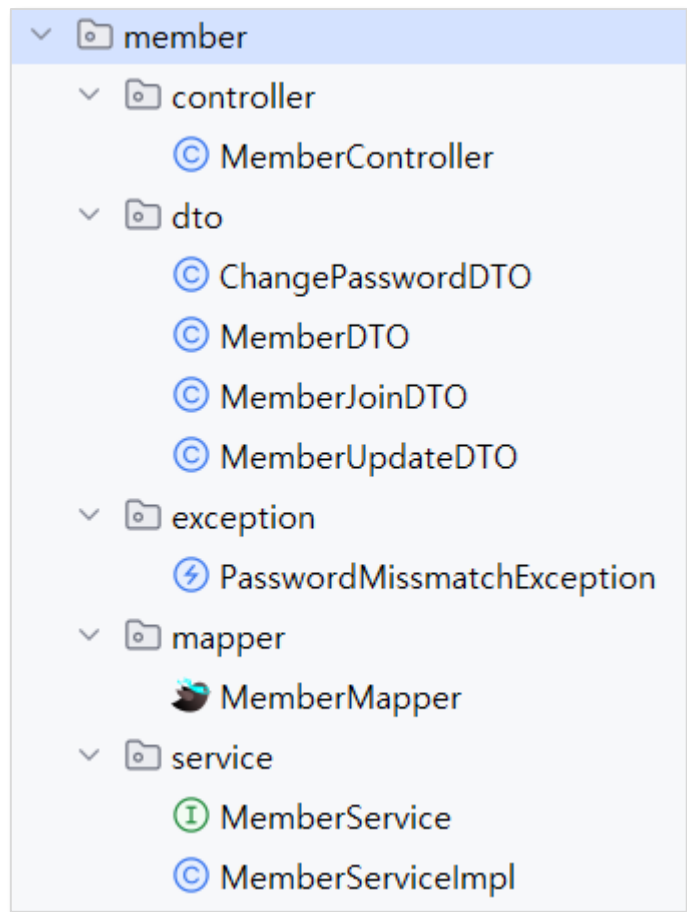 member
controller
MemberController
dto
ChangePasswordDTO
MemberDTO
MemberJoinDTO
MemberUpdateDTO
exception
PasswordMissmatchException
mapper
MemberMapper
service
MemberService
MemberServiceImpl